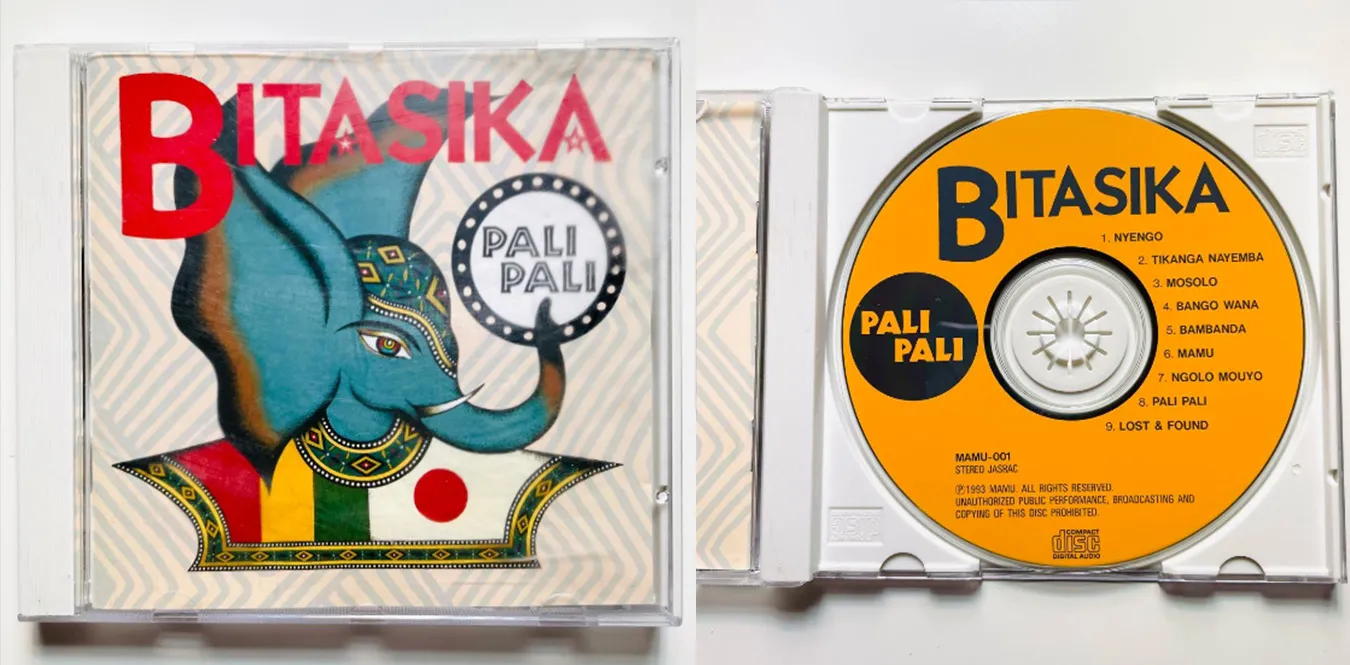 BITASIKA
PALI
PALI
BITASIKA
1. NYENGO
2. TIKANGA NAYEMBA
3. MOSOLO
4. BANGO WANA
5. BAMBANDA
6. MAMU
7. NGOLO MOUYO
8. PALI PALI
9. LOST & FOUND
PALI
PALI
MAMU-001
STEREO JASRAC
Ⓟ1993 MAMU. ALL RIGHTS RESERVED.
UNAUTHORIZED PUBLIC PERFORMANCE, BROADCASTING AND
COPYING OF THIS DISC PROHIBITED.
COMPACT
disc
DIGITAL AUDIO